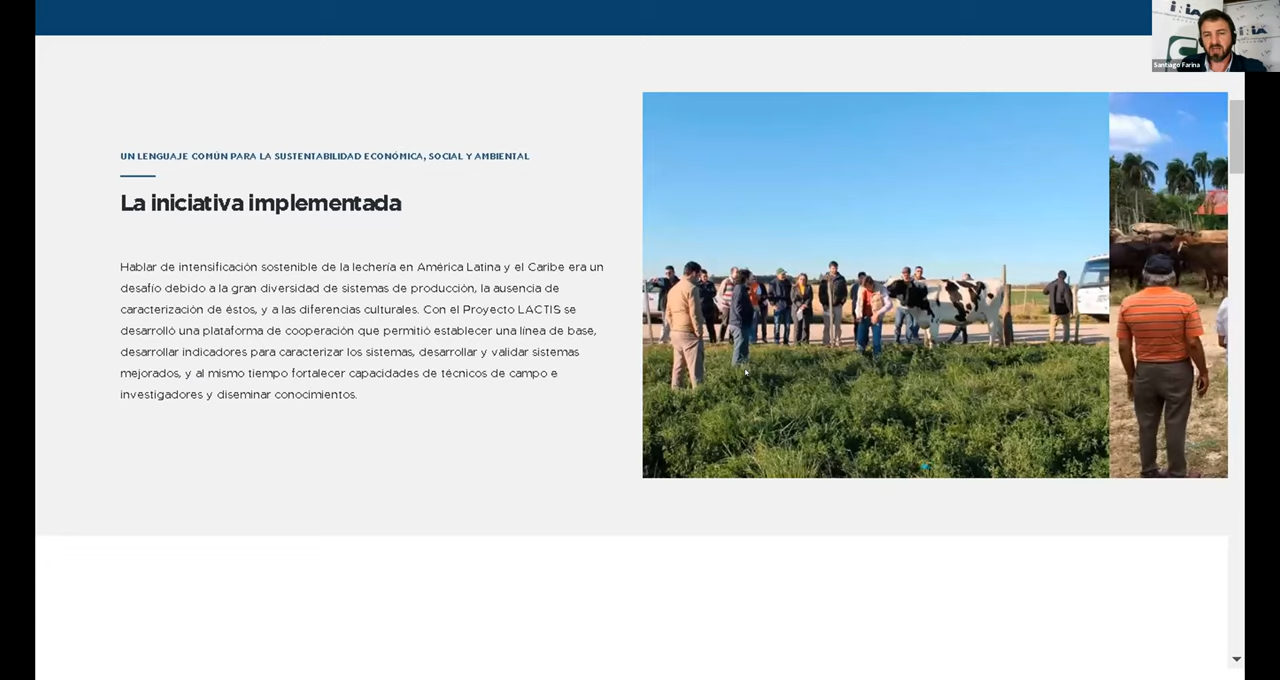 INIA
Santiago Farina
UN LENGUAJE COMÚN PARA LA SUSTENTABILIDAD ECONÓMICA, SOCIAL Y AMBIENTAL
La iniciativa implementada
Hablar de intensificación sostenible de la lechería en América Latina y el Caribe era un
desafío debido a la gran diversidad de sistemas de producción, la ausencia de
caracterización de éstos, y a las diferencias culturales. Con el Proyecto LACTIS se
desarrolló una plataforma de cooperación que permitió establecer una línea de base,
desarrollar indicadores para caracterizar los sistemas, desarrollar y validar sistemas
mejorados, y al mismo tiempo fortalecer capacidades de técnicos de campo e
investigadores y diseminar conocimientos.